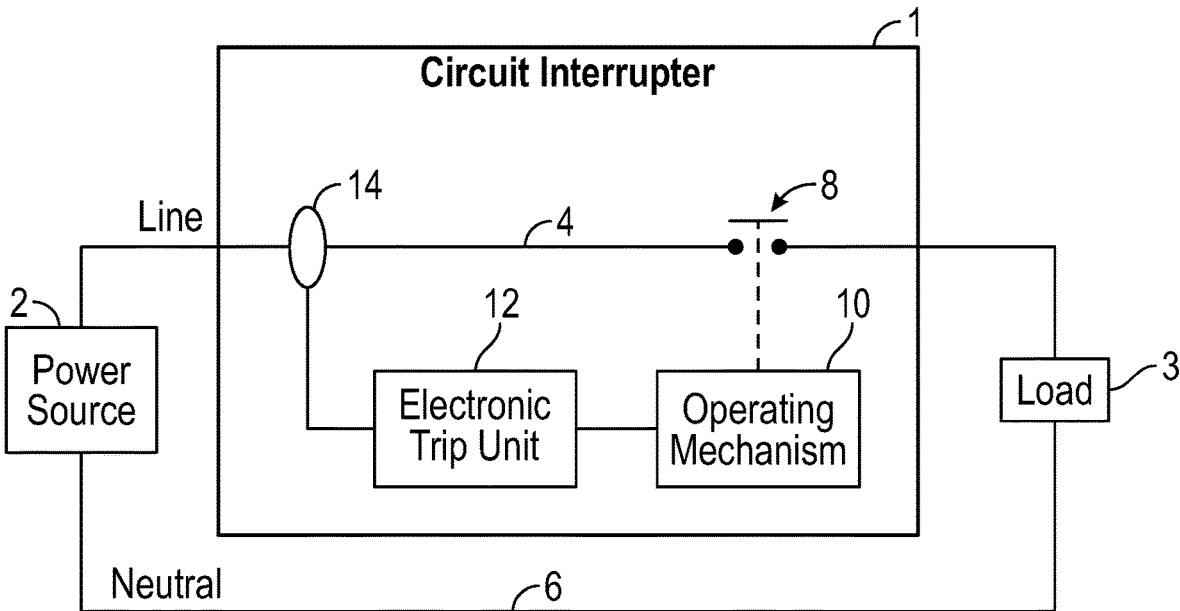 1
Circuit Interrupter
14
8
Line
4
2
12
10
Power
Source
Electronic
Trip Unit
Operating
Mechanism
Load
3
Neutral
6